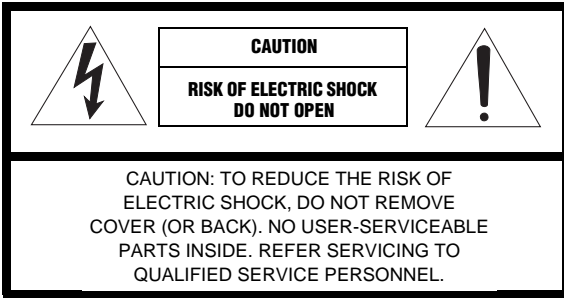 CAUTION
RISK OF ELECTRIC SHOCK
DO NOT OPEN
CAUTION: TO REDUCE THE RISK OF
ELECTRIC SHOCK, DO NOT REMOVE
COVER (OR BACK). NO USER-SERVICEABLE
PARTS INSIDE. REFER SERVICING TO
QUALIFIED SERVICE PERSONNEL.